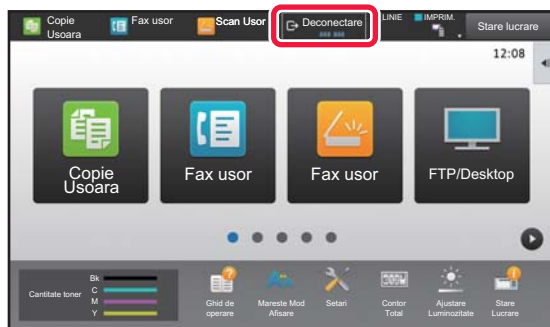 Copie
Usoara
Fax usor
Scan Usor
Deconectare
LINIE
IMPRIM.
Stare lucrare
12:08
Copie
Usoara
Fax usor
Fax usor
FTP/Desktop
Cantitate toner
Bk
C
M
Y
Ghid de
operare
Mareste Mod
Afisare
Setari
Contor
Total
Ajustare
Luminozitate
Stare
Lucrare